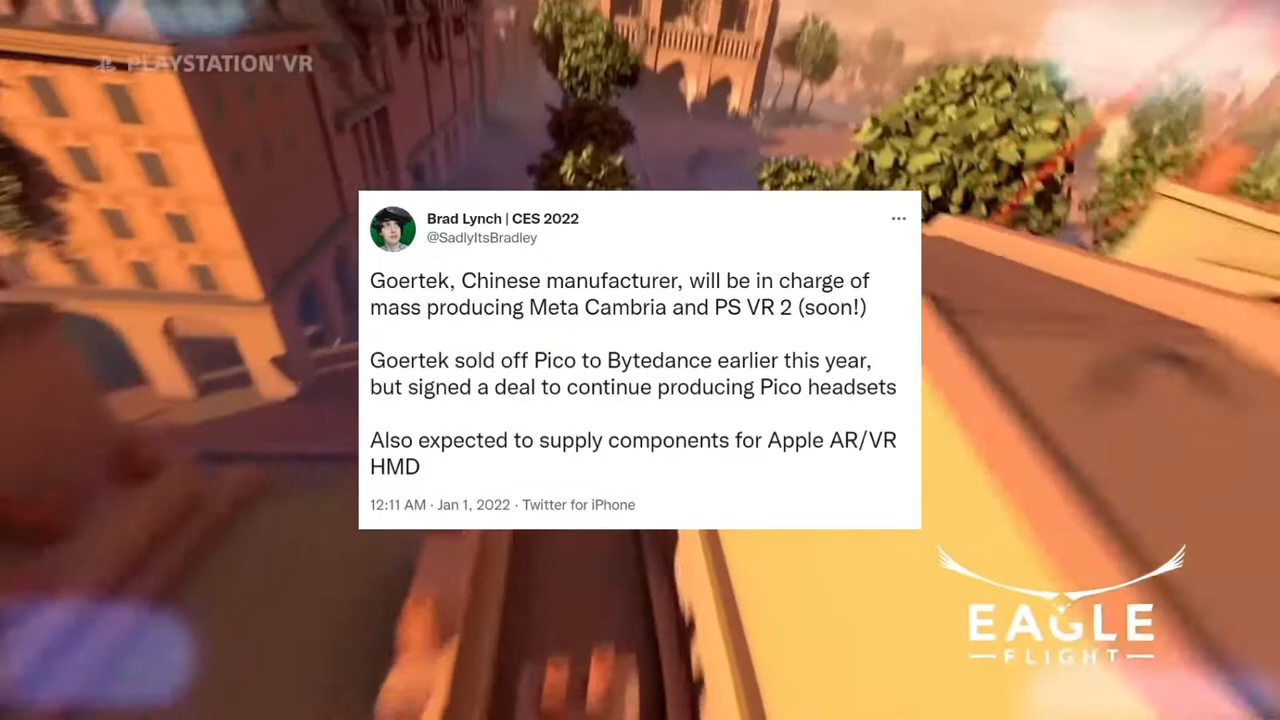 PLAYSTATION VR
Brad Lynch | CES 2022
@SadlyItsBradley
Goertek, Chinese manufacturer, will be in charge of
mass producing Meta Cambria and PS VR 2 (soon!)
Goertek sold off Pico to Bytedance earlier this year,
but signed a deal to continue producing Pico headsets
Also expected to supply components for Apple AR/VR
HMD
12:11 AM · Jan 1, 2022 · Twitter for iPhone
EAGLE
FLIGHT